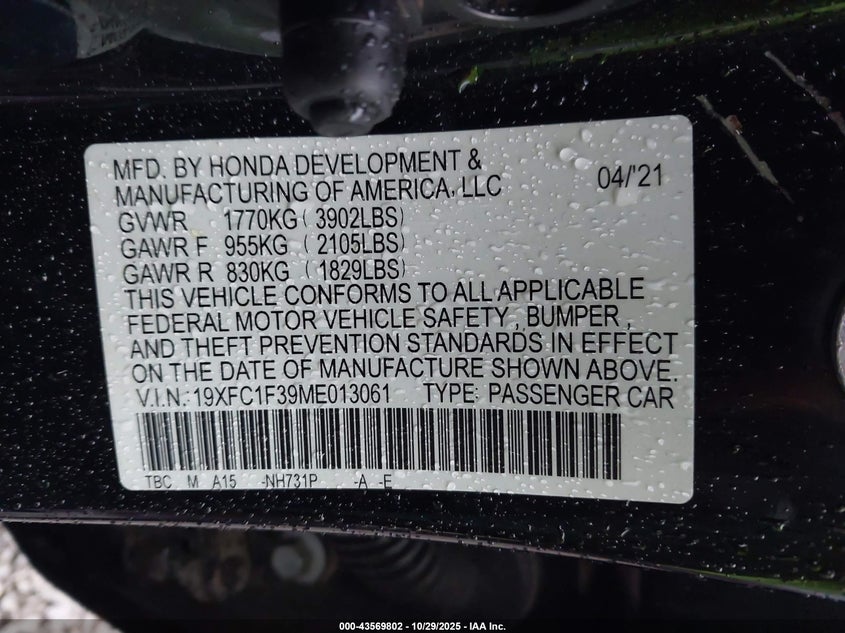 MFD. BY HONDA DEVELOPMENT &
MANUFACTURING OF AMERICA, LLC 04/'21
GVWR 1770KG ( 3902LBS)
GAWR F 955KG ( 2105LBS)
GAWR R 830KG ( 1829LBS)
THIS VEHICLE CONFORMS TO ALL APPLICABLE
FEDERAL MOTOR VEHICLE SAFETY , BUMPER ,
AND THEFT PREVENTION STANDARDS IN EFFECT
ON THE DATE OF MANUFACTURE SHOWN ABOVE.
V.I.N.: 19XFC1F39ME013061 TYPE: PASSENGER CAR
TBC M A15 -NH731P -A -E
000-43569802 - 10/29/2025 - IAA Inc.